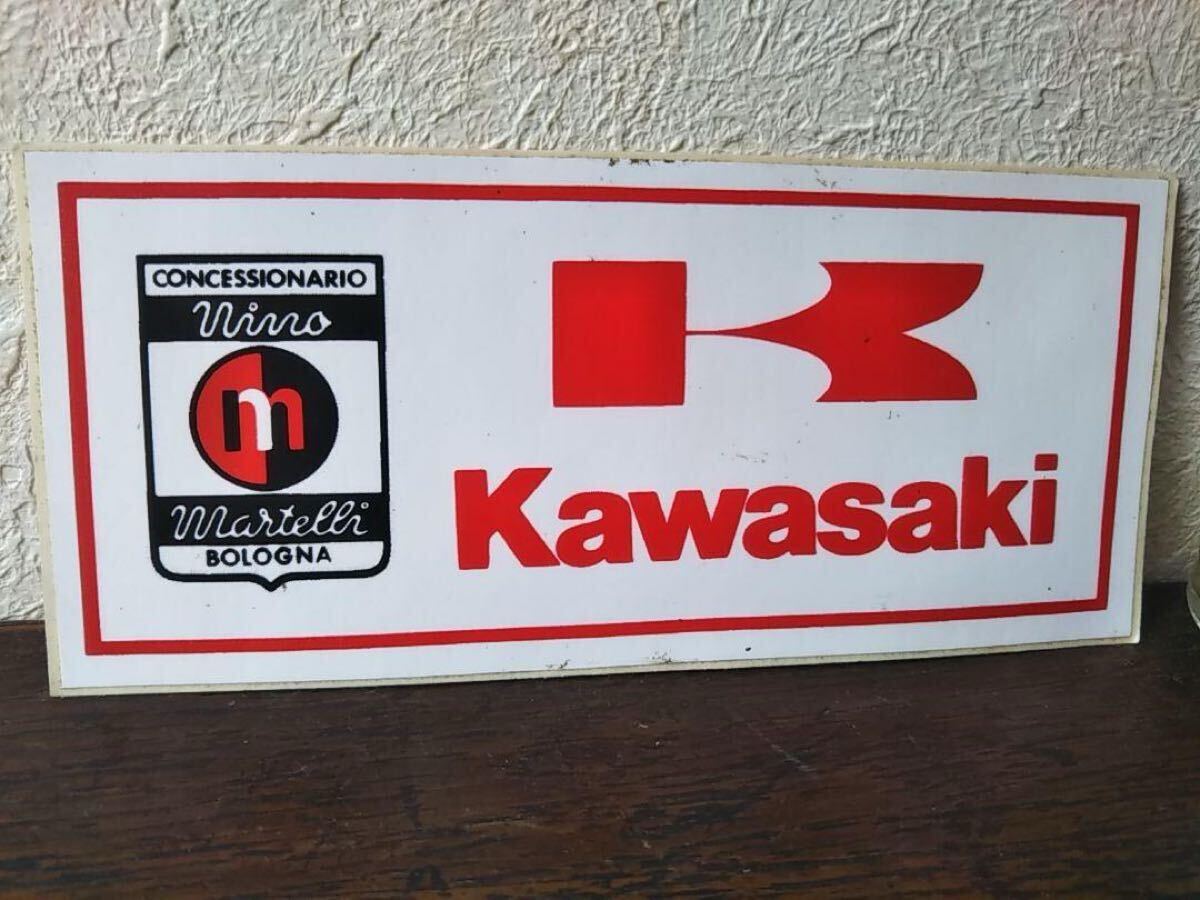 CONCESSIONARIO
Nino
m
Martelli
BOLOGNA
K
Kawasaki